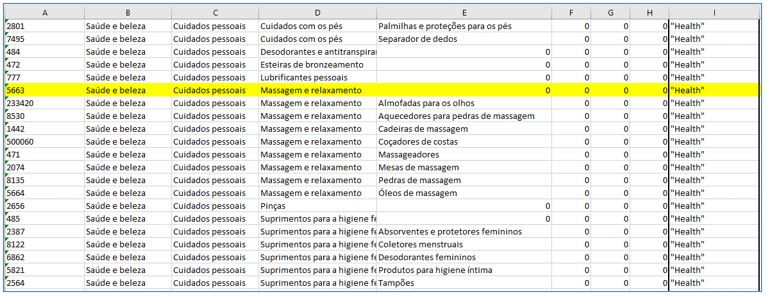 A B C D E F G H I
2801 Saúde e beleza Cuidados pessoais Cuidados com os pés Palmilhas e proteções para os pés 0 0 0 "Health"
7495 Saúde e beleza Cuidados pessoais Cuidados com os pés Separador de dedos 0 0 0 "Health"
484 Saúde e beleza Cuidados pessoais Desodorantes e antitranspiran 0 0 0 0 "Health"
472 Saúde e beleza Cuidados pessoais Esteiras de bronzeamento 0 0 0 0 "Health"
777 Saúde e beleza Cuidados pessoais Lubrificantes pessoais 0 0 0 0 "Health"
5663 Saúde e beleza Cuidados pessoais Massagem e relaxamento 0 0 0 0 "Health"
233420 Saúde e beleza Cuidados pessoais Massagem e relaxamento Almofadas para os olhos 0 0 0 "Health"
8530 Saúde e beleza Cuidados pessoais Massagem e relaxamento Aquecedores para pedras de massagem 0 0 0 "Health"
1442 Saúde e beleza Cuidados pessoais Massagem e relaxamento Cadeiras de massagem 0 0 0 "Health"
500060 Saúde e beleza Cuidados pessoais Massagem e relaxamento Coçadores de costas 0 0 0 "Health"
471 Saúde e beleza Cuidados pessoais Massagem e relaxamento Massageadores 0 0 0 "Health"
2074 Saúde e beleza Cuidados pessoais Massagem e relaxamento Mesas de massagem 0 0 0 "Health"
8135 Saúde e beleza Cuidados pessoais Massagem e relaxamento Pedras de massagem 0 0 0 "Health"
5664 Saúde e beleza Cuidados pessoais Massagem e relaxamento Óleos de massagem 0 0 0 "Health"
2656 Saúde e beleza Cuidados pessoais Pinças 0 0 0 0 "Health"
485 Saúde e beleza Cuidados pessoais Suprimentos para a higiene fe 0 0 0 0 "Health"
2387 Saúde e beleza Cuidados pessoais Suprimentos para a higiene fe Absorventes e protetores femininos 0 0 0 "Health"
8122 Saúde e beleza Cuidados pessoais Suprimentos para a higiene fe Coletores menstruais 0 0 0 "Health"
6862 Saúde e beleza Cuidados pessoais Suprimentos para a higiene fe Desodorantes femininos 0 0 0 "Health"
5821 Saúde e beleza Cuidados pessoais Suprimentos para a higiene fe Produtos para higiene íntima 0 0 0 "Health"
2564 Saúde e beleza Cuidados pessoais Suprimentos para a higiene fe Tampões 0 0 0 "Health"